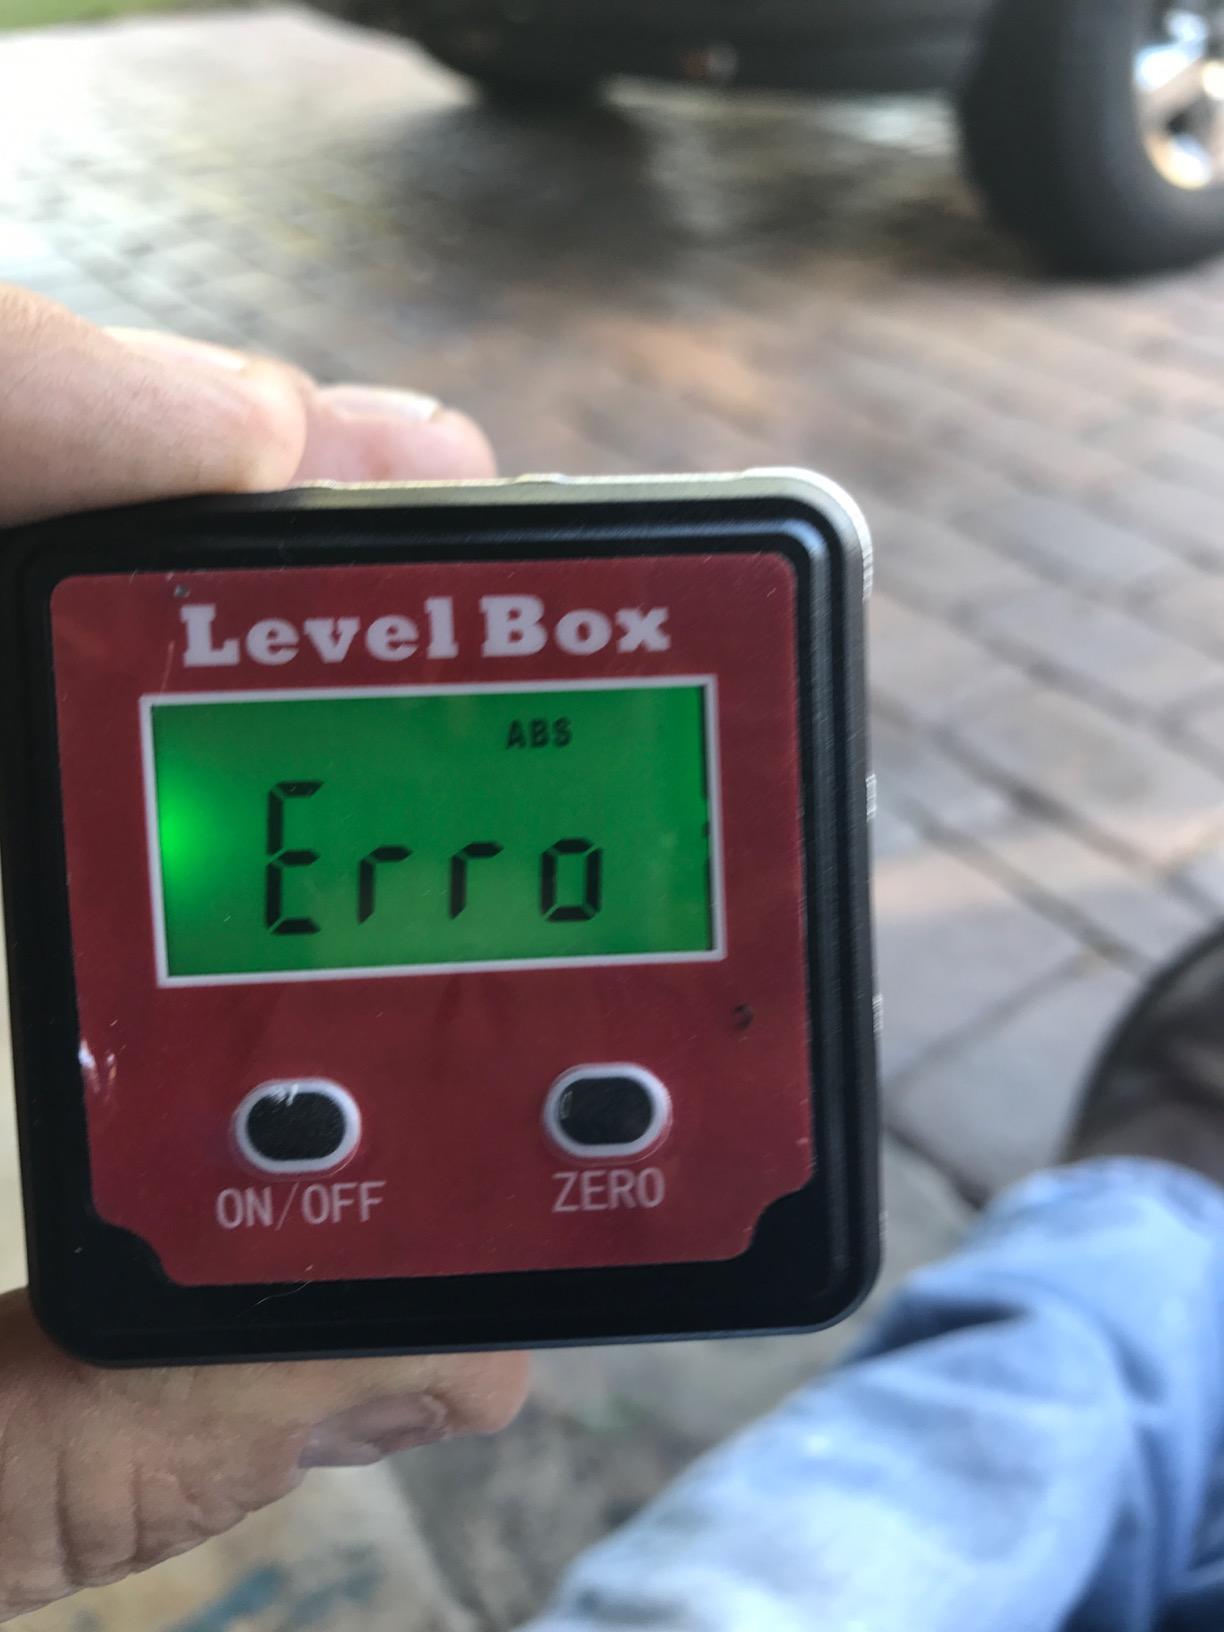 Level Box
ABS
Erro
ON/OFF ZERO